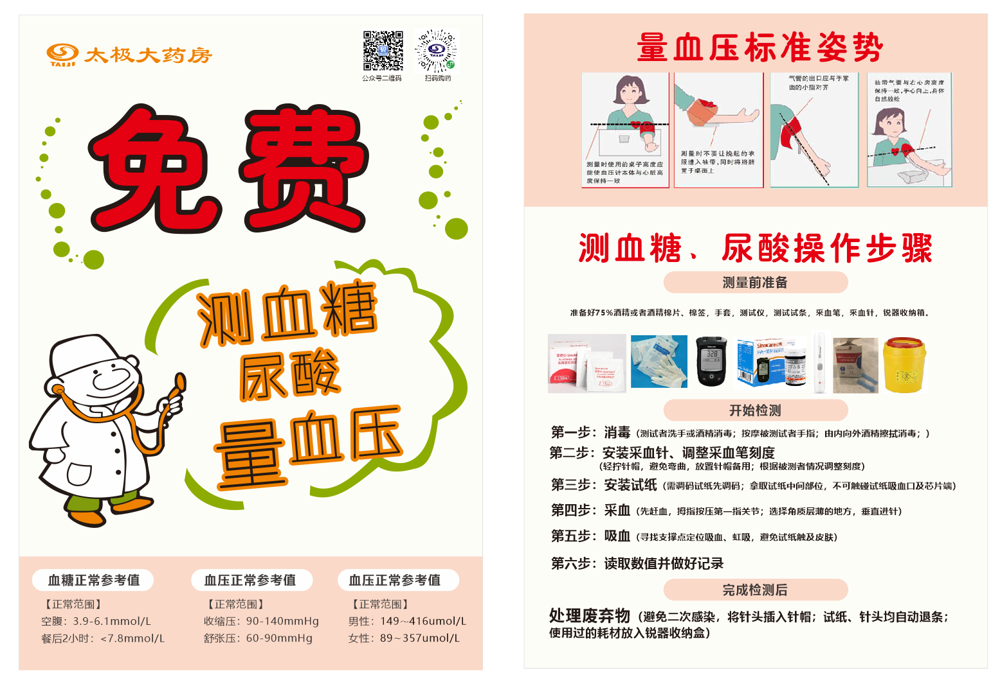 TAIJI
太极大药房
公众号二维码
TAIJI
扫码购药
免费
测血糖
尿酸
量血压
血糖正常参考值
【正常范围】
空腹：3.9-6.1mmol/L
餐后2小时：<7.8mmol/L
血压正常参考值
【正常范围】
收缩压：90-140mmHg
舒张压：60-90mmHg
血压正常参考值
【正常范围】
男性：149~416umol/L
女性：89~357umol/L
量血压标准姿势
测量时使用的桌子高度应
能使血压计本体与心脏高
度保持一致
测量时不要让挽起的衣
服进入袖带,同时将胳膊
置于桌面上
气管的出口应与手掌
面的小指对齐
袖带气囊与右心房高度
保持一致,手心向上,身体
自然放松
测血糖、尿酸操作步骤
测量前准备
准备好75%酒精或者酒精棉片、棉签，手套，测试仪，测试试条，采血笔，采血针，锐器收纳箱。
328
Sinocare三诺
EA-18型
开始检测
第一步：消毒（测试者洗手或酒精消毒；按摩被测试者手指；由内向外酒精擦拭消毒；）
第二步：安装采血针、调整采血笔刻度
（轻拧针帽，避免弯曲，放置针帽备用；根据被测者情况调整刻度）
第三步：安装试纸（需调码试纸先调码；拿取试纸中间部位，不可触碰试纸吸血口及芯片端）
第四步：采血（先赶血，拇指按压第一指关节；选择角质层薄的地方，垂直进针）
第五步：吸血（寻找支撑点定位吸血、虹吸，避免试纸触及皮肤）
第六步：读取数值并做好记录
完成检测后
处理废弃物（避免二次感染，将针头插入针帽；试纸、针头均自动退条；
使用过的耗材放入锐器收纳盒）